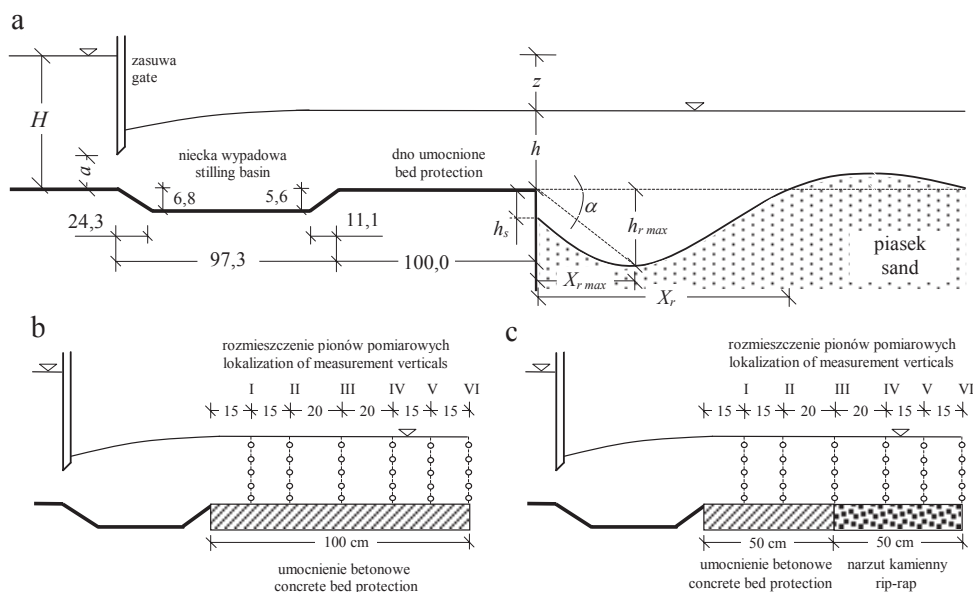 a
zasuwa
gate
H
a
z
h
niecka wypadowa
stilling basin
dno umocnione
bed protection
6,8
5,6
24,3
11,1
97,3
100,0
h_s
α
h_{r max}
X_{r max}
X_r
piasek
sand
b
rozmieszczenie pionów pomiarowych
lokalization of measurement verticals
I II III IV V VI
15 15 20 20 15 15
100 cm
umocnienie betonowe
concrete bed protection
c
rozmieszczenie pionów pomiarowych
lokalization of measurement verticals
I II III IV V VI
15 15 20 20 15 15
50 cm 50 cm
umocnienie betonowe
concrete bed protection
narzut kamienny
rip-rap